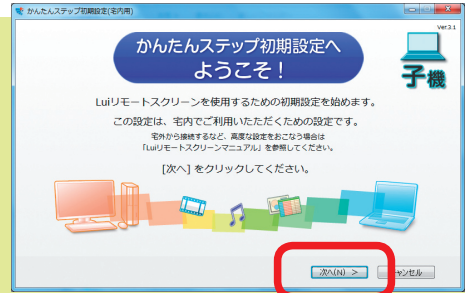 かんたんステップ初期設定(宅内用)
Ver3.1
かんたんステップ初期設定へ
ようこそ！
子機
Luiリモートスクリーンを使用するための初期設定を始めます。
この設定は、宅内でご利用いただくための設定です。
宅外から接続するなど、高度な設定をおこなう場合は
「Luiリモートスクリーンマニュアル」を参照してください。
[次へ] をクリックしてください。
次へ(N) >
キャンセル